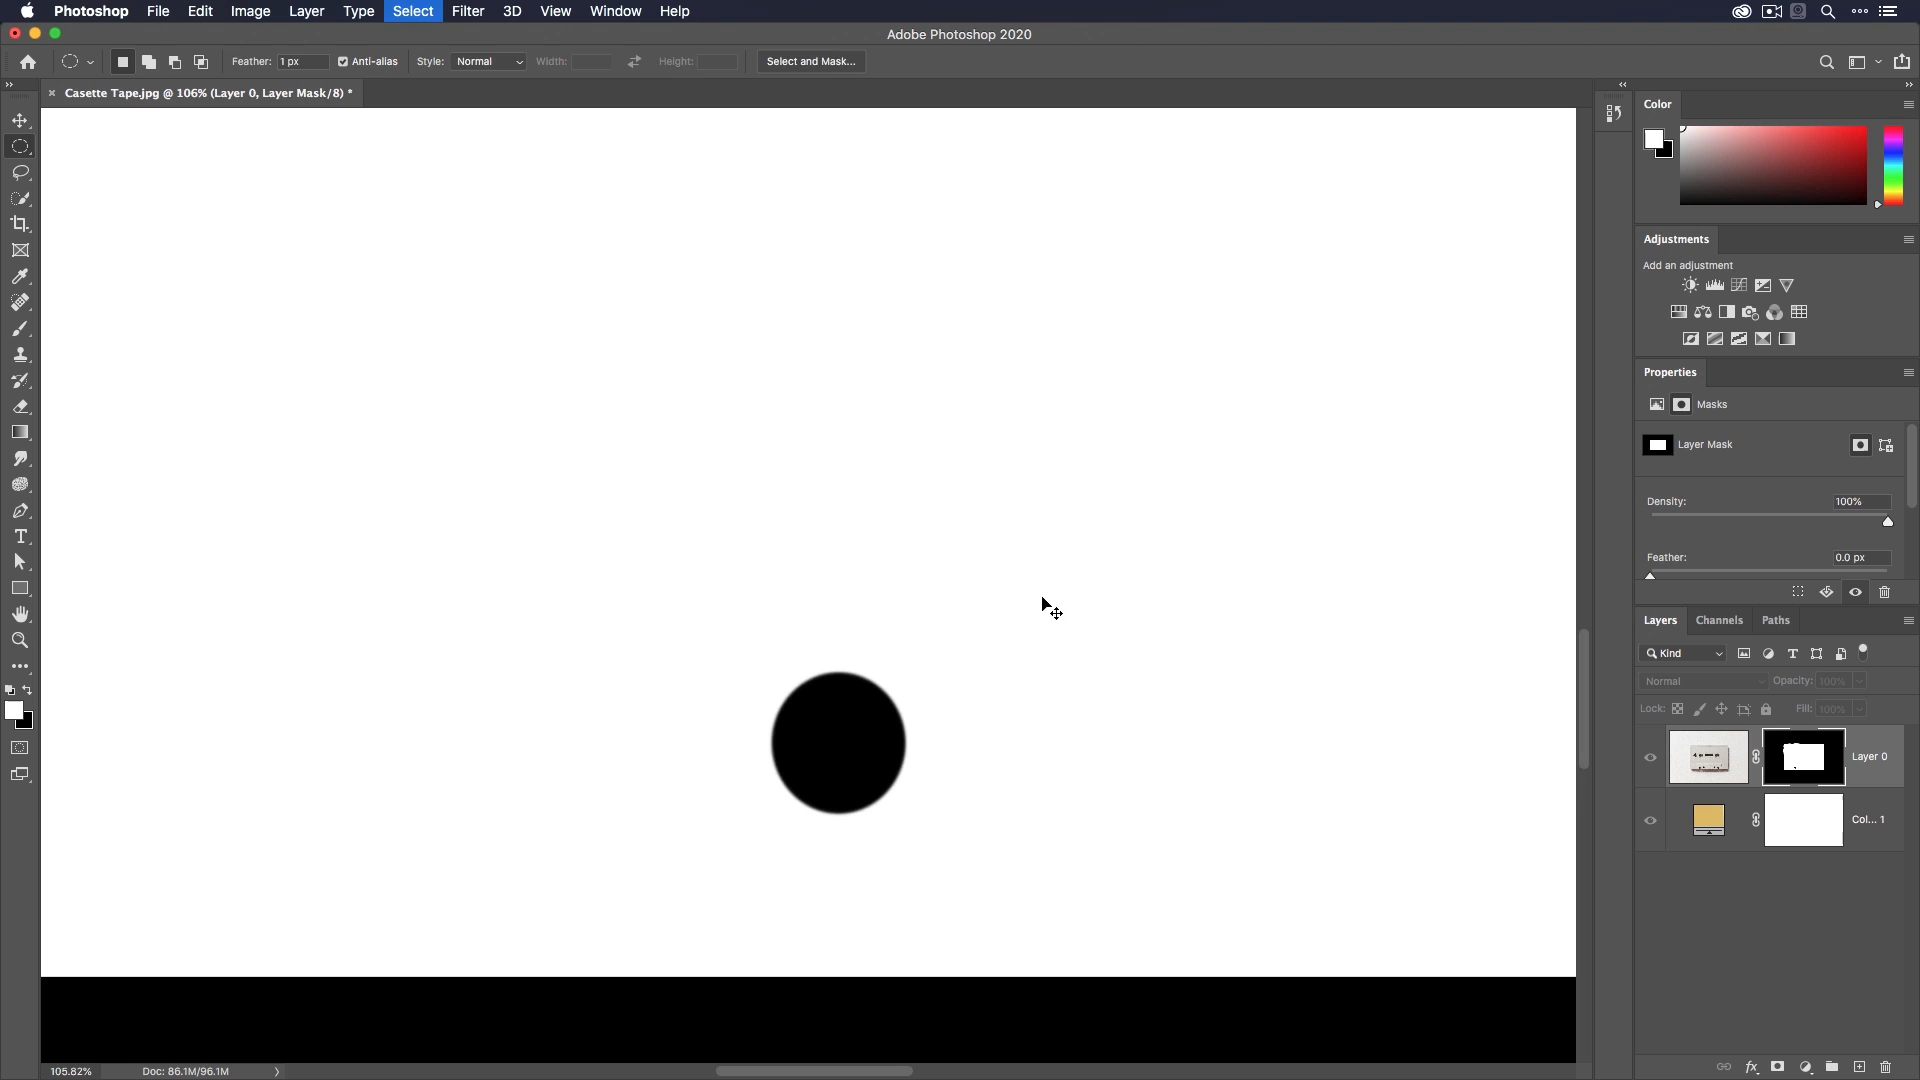 Photoshop File Edit Image Layer Type Select Filter 3D View Window Help
Adobe Photoshop 2020
Feather: 1 px Anti-alias Style: Normal Width: Height: Select and Mask...
Casette Tape.jpg @ 106% (Layer 0, Layer Mask/8) *
Color
Adjustments
Add an adjustment
Properties
Masks
Layer Mask
Density: 100%
Feather: 0.0 px
Layers Channels Paths
Kind
Normal Opacity: 100%
Lock: Fill: 100%
Layer 0
Col... 1
105.82% Doc: 86.1M/96.1M